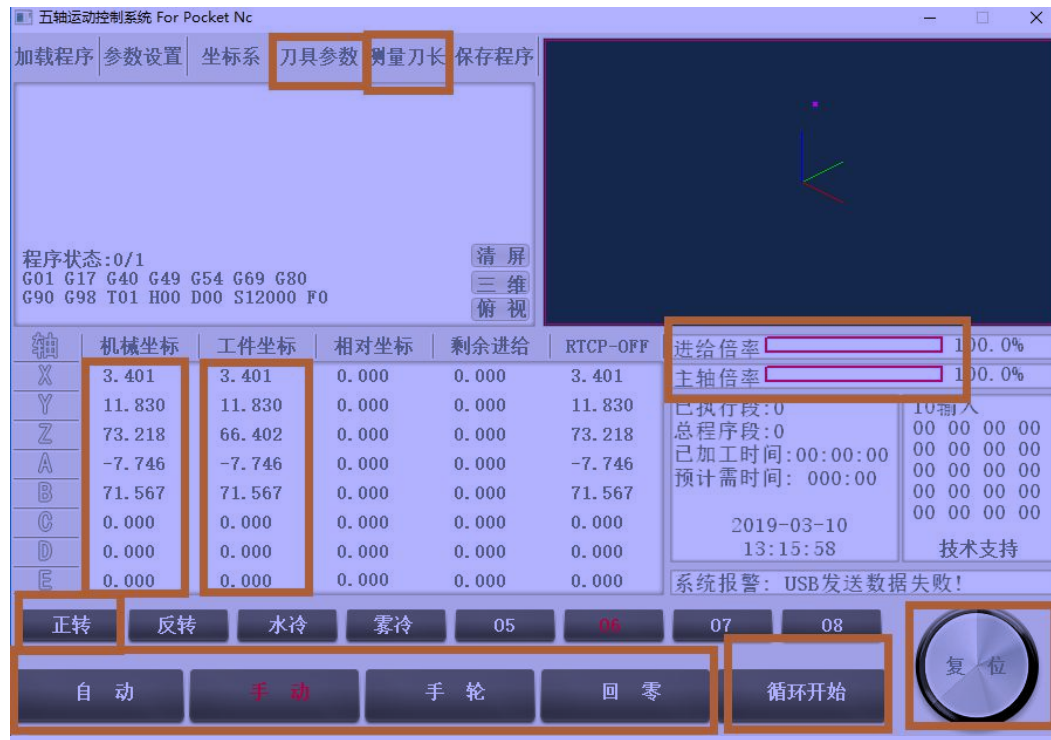 五轴运动控制系统 For Pocket Nc
加载程序 参数设置 坐标系 刀具参数 测量刀长 保存程序
程序状态:0/1
G01 G17 G40 G49 G54 G69 G80
G90 G98 T01 H00 D00 S12000 F0
清 屏
三 维
俯 视
轴 机械坐标 工件坐标 相对坐标 剩余进给 RTCP-OFF
X 3.401 3.401 0.000 0.000 3.401
Y 11.830 11.830 0.000 0.000 11.830
Z 73.218 66.402 0.000 0.000 73.218
A -7.746 -7.746 0.000 0.000 -7.746
B 71.567 71.567 0.000 0.000 71.567
C 0.000 0.000 0.000 0.000 0.000
D 0.000 0.000 0.000 0.000 0.000
E 0.000 0.000 0.000 0.000 0.000
进给倍率 100.0%
主轴倍率 100.0%
已执行段:0
总程序段:0
已加工时间:00:00:00
预计需时间: 000:00
2019-03-10
13:15:58
IO输入
00 00 00 00
00 00 00 00
00 00 00 00
00 00 00 00
00 00 00 00
技术支持
系统报警: USB发送数据失败!
正转 反转 水冷 雾冷 05 06 07 08
自 动 手 动 手 轮 回 零 循环开始
复 位